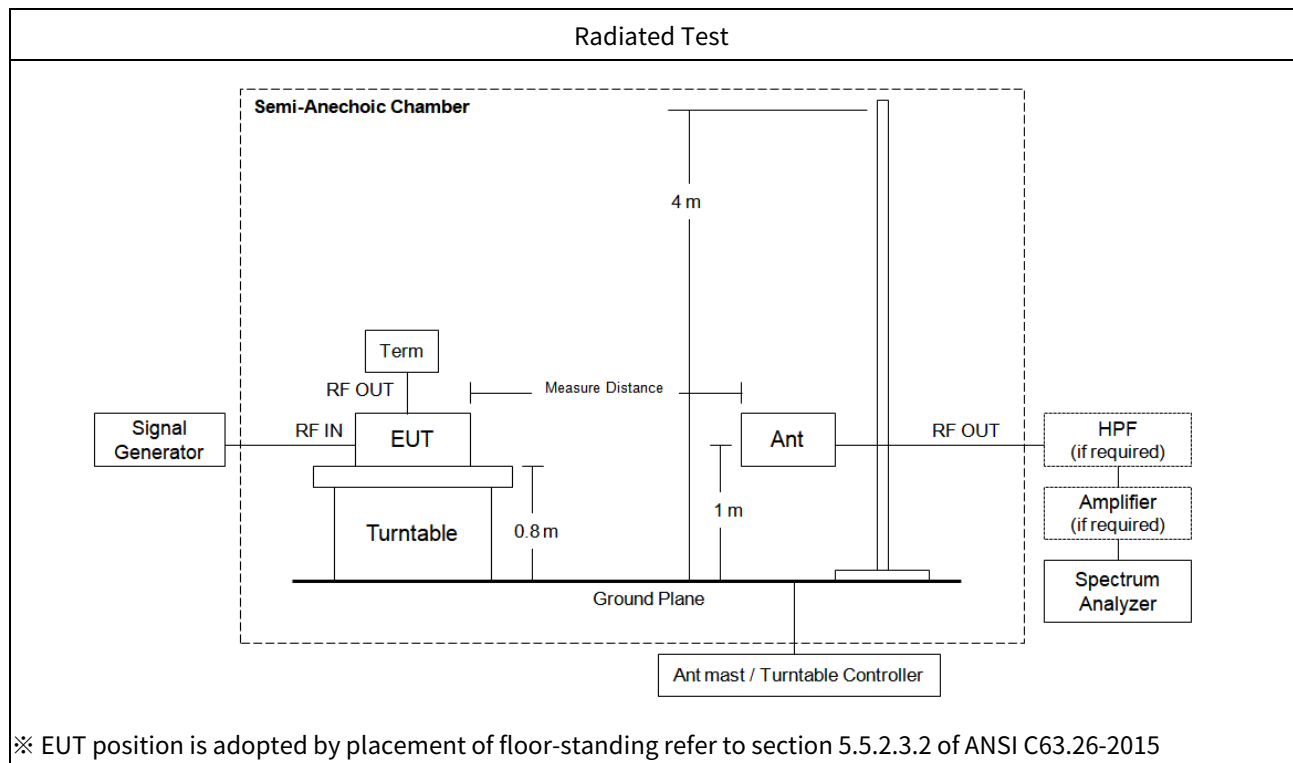 Radiated Test
Semi-Anechoic Chamber
4 m
Term
RF OUT
Measure Distance
Signal
Generator
RF IN
EUT
Ant
RF OUT
HPF
(if required)
1 m
Amplifier
(if required)
Turntable
0.8 m
Spectrum
Analyzer
Ground Plane
Ant mast / Turntable Controller
※ EUT position is adopted by placement of floor-standing refer to section 5.5.2.3.2 of ANSI C63.26-2015